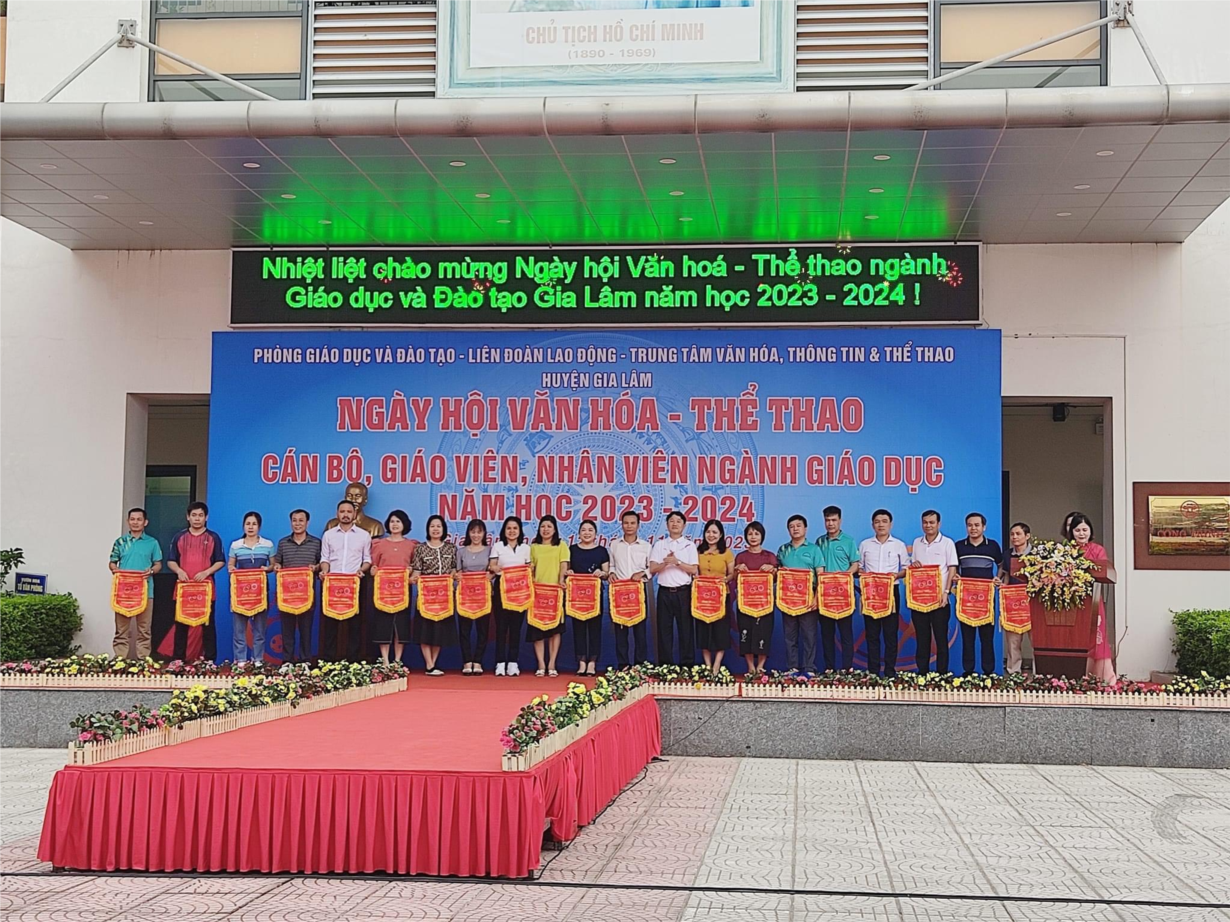 CHỦ TỊCH HỒ CHÍ MINH
(1890 - 1969)
Nhiệt liệt chào mừng Ngày hội Văn hoá - Thể thao ngành
Giáo dục và Đào tạo Gia Lâm năm học 2023 - 2024 !
PHÒNG GIÁO DỤC VÀ ĐÀO TẠO - LIÊN ĐOÀN LAO ĐỘNG - TRUNG TÂM VĂN HÓA, THÔNG TIN & THỂ THAO
HUYỆN GIA LÂM
NGÀY HỘI VĂN HÓA - THỂ THAO
CÁN BỘ, GIÁO VIÊN, NHÂN VIÊN NGÀNH GIÁO DỤC
NĂM HỌC 2023 - 2024